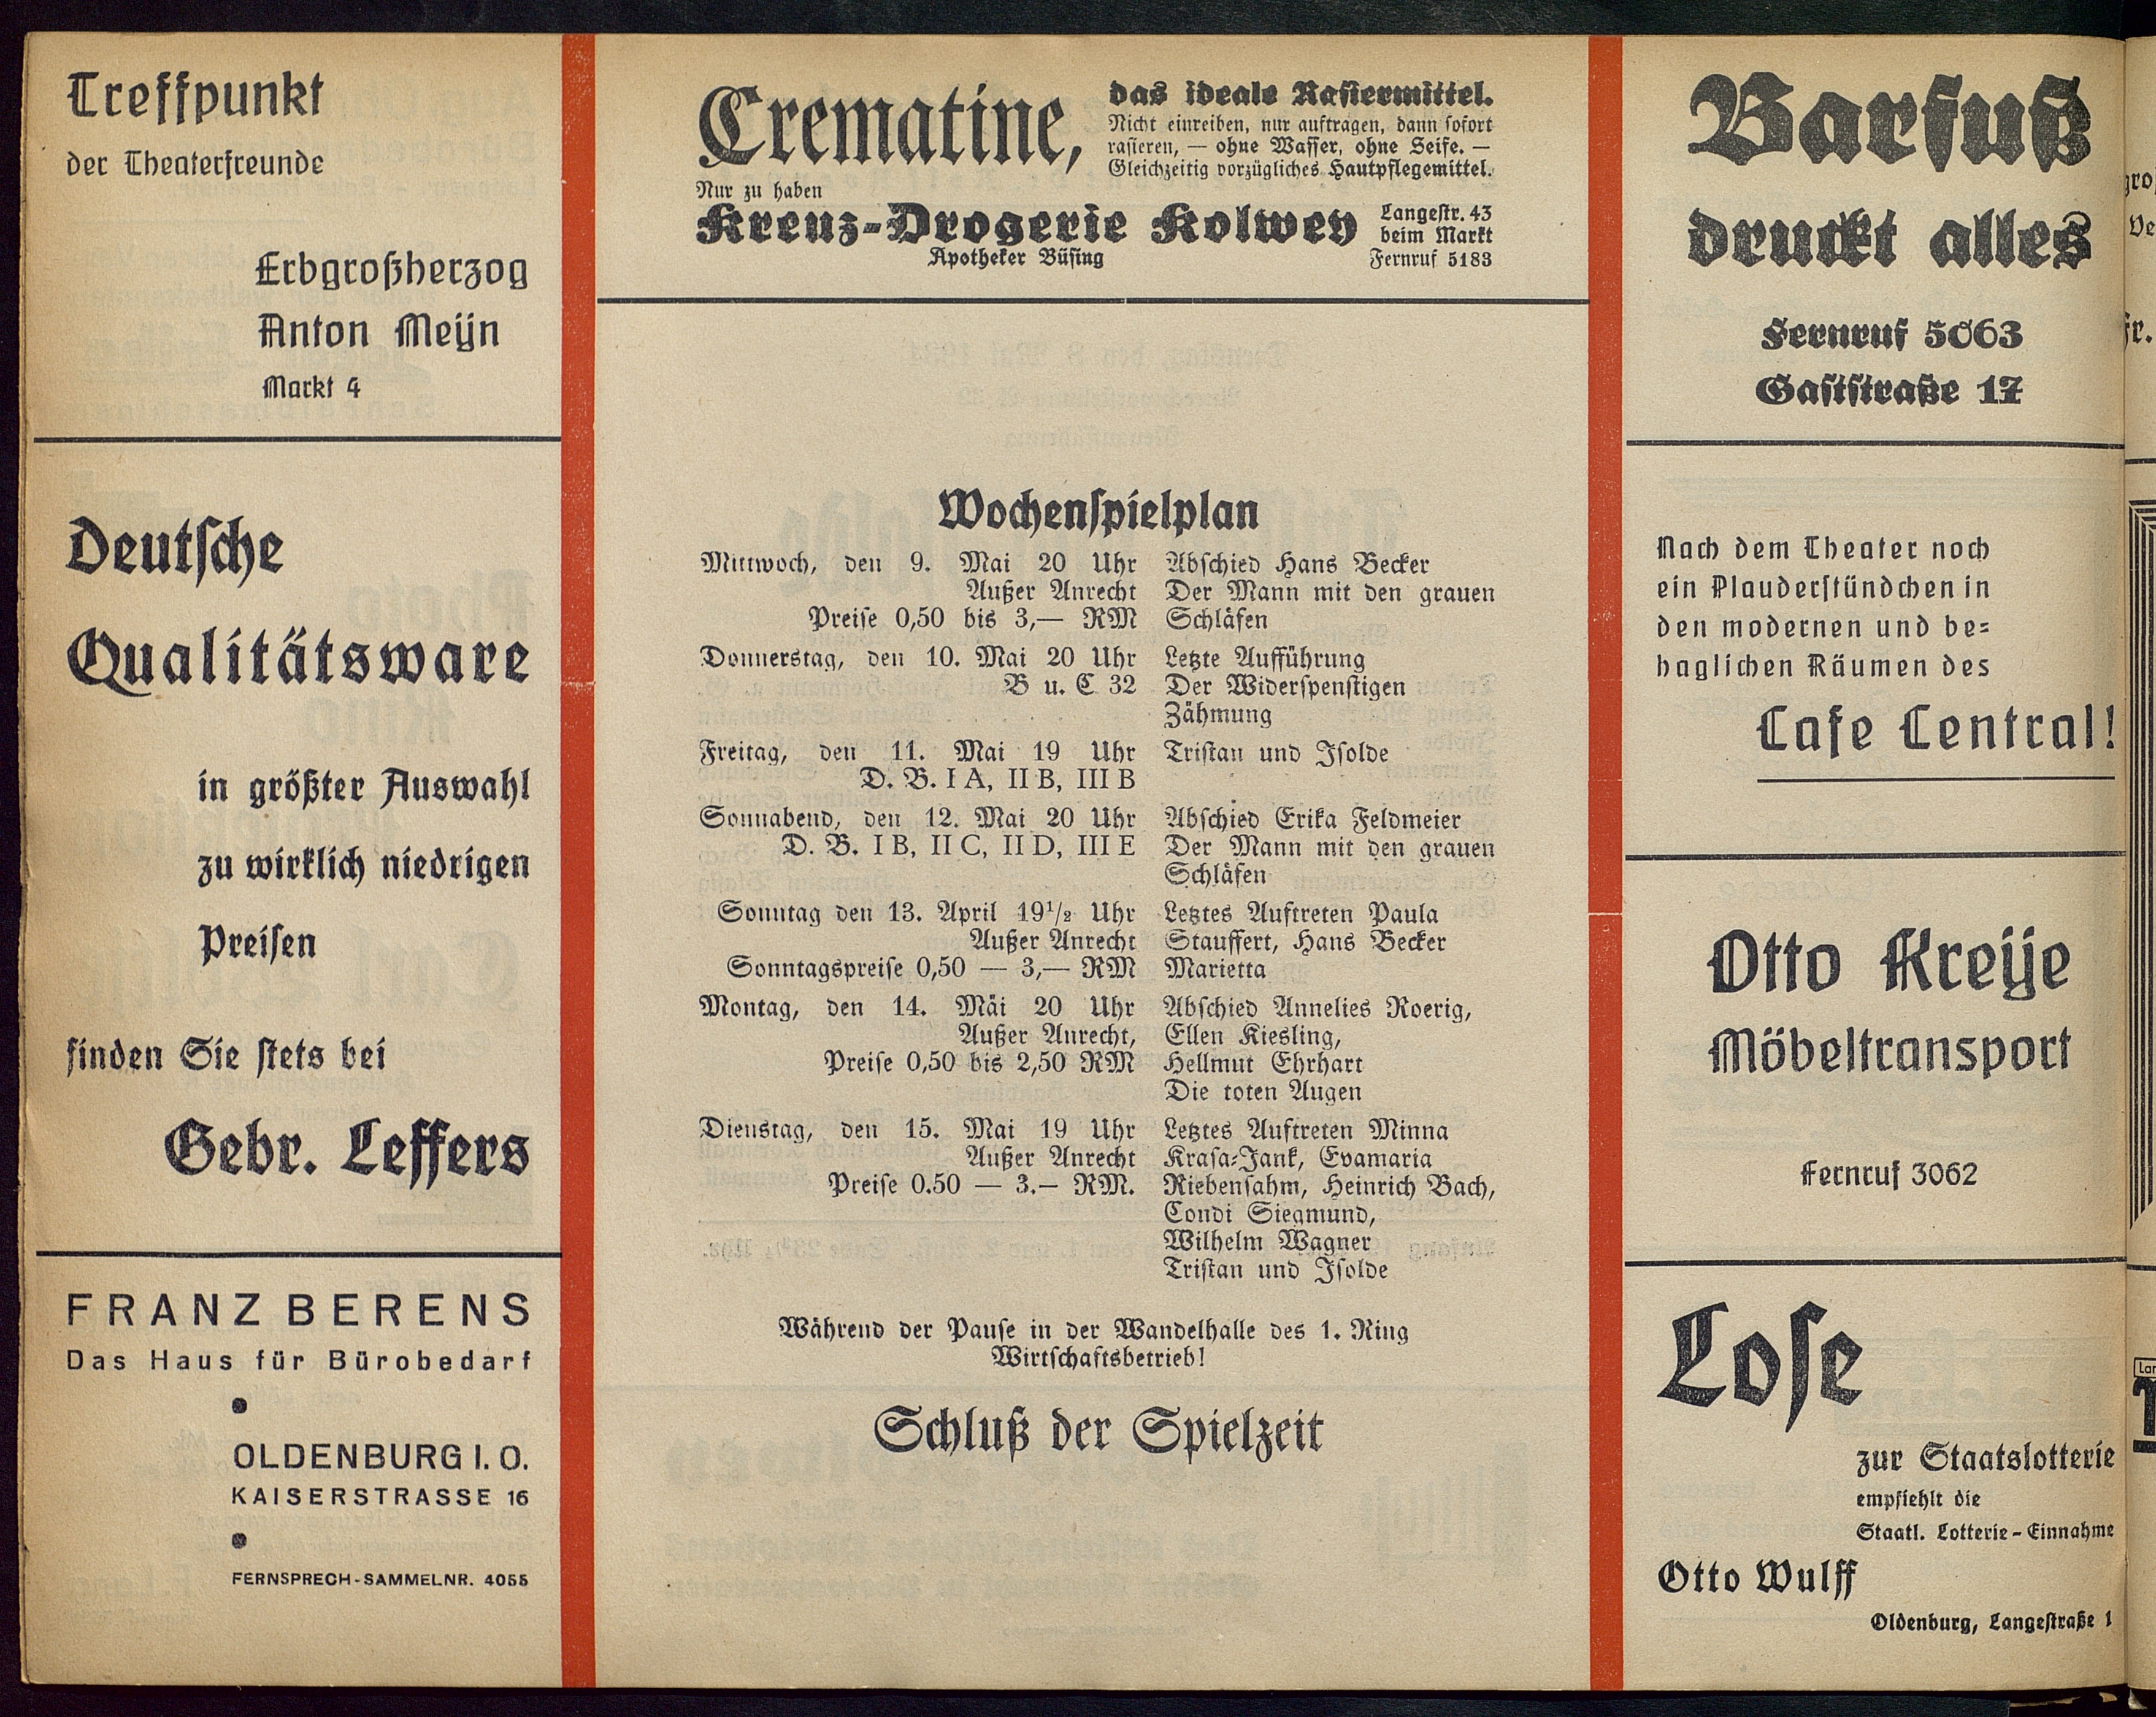 Treffpunkt
der Theaterfreunde
Erbgroßherzog
Anton Meÿn
Markt 4
Deutsche
Qualitätsware
in größter Auswahl
zu wirklich niedrigen
Preisen
finden Sie stets bei
Gebr. Leffers
FRANZ BERENS
Das Haus für Bürobedarf
OLDENBURG I. O.
KAISERSTRASSE 16
FERNSPRECH-SAMMELNR. 4055
Crematine,
das ideale Rasiermittel.
Nicht einreiben, nur auftragen, dann sofort
rasieren, — ohne Wasser, ohne Seife. —
Gleichzeitig vorzügliches Hautpflegemittel.
Nur zu haben
Kreuz-Drogerie Kolwey
Langestr. 43
beim Markt
Apotheker Büsing
Fernruf 5183
Wochenspielplan
Mittwoch, den 9. Mai 20 Uhr Abschied Hans Becker
Außer Anrecht Der Mann mit den grauen
Preise 0,50 bis 3,— RM Schläfen
Donnerstag, den 10. Mai 20 Uhr Letzte Aufführung
B u. C 32 Der Widerspenstigen
Zähmung
Freitag, den 11. Mai 19 Uhr Tristan und Isolde
D. B. I A, II B, III B
Sonnabend, den 12. Mai 20 Uhr Abschied Erika Feldmeier
D. B. I B, II C, II D, III E Der Mann mit den grauen
Schläfen
Sonntag den 13. April 19½ Uhr Letztes Auftreten Paula
Außer Anrecht Stauffert, Hans Becker
Sonntagspreise 0,50 — 3,— RM Marietta
Montag, den 14. Mäi 20 Uhr Abschied Annelies Roerig,
Außer Anrecht, Ellen Kiesling,
Preise 0,50 bis 2,50 RM Hellmut Ehrhart
Die toten Augen
Dienstag, den 15. Mai 19 Uhr Letztes Auftreten Minna
Außer Anrecht Krasa-Jank, Evamaria
Preise 0.50 — 3.— RM. Riebensahm, Heinrich Bach,
Condi Siegmund,
Wilhelm Wagner
Tristan und Isolde
Während der Pause in der Wandelhalle des 1. Ring
Wirtschaftsbetrieb!
Schluß der Spielzeit
Barfuß
druckt alles
Fernruf 5063
Gaststraße 17
Nach dem Theater noch
ein Plauderstündchen in
den modernen und be-
haglichen Räumen des
Cafe Central!
Otto Kreÿe
Möbeltransport
Fernruf 3062
Lose
zur Staatslotterie
empfiehlt die
Staatl. Lotterie-Einnahme
Otto Wulff
Oldenburg, Langestraße 1